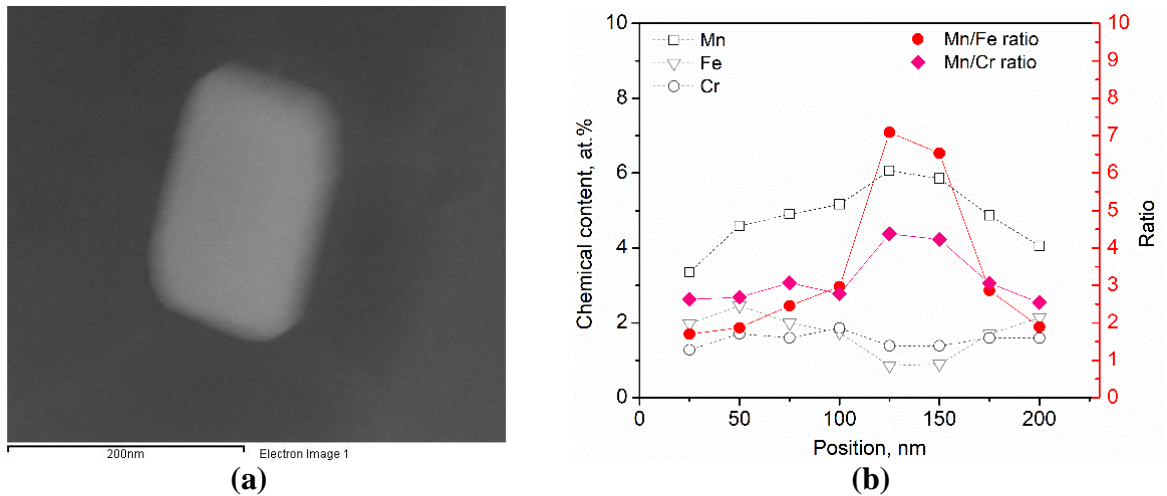 200nm
Electron Image 1
(a)
Chemical content, at.%
10
8
6
4
2
0
Mn
Fe
Cr
Mn/Fe ratio
Mn/Cr ratio
10
9
8
7
6
5
4
3
2
1
0
Ratio
0 50 100 150 200
Position, nm
(b)